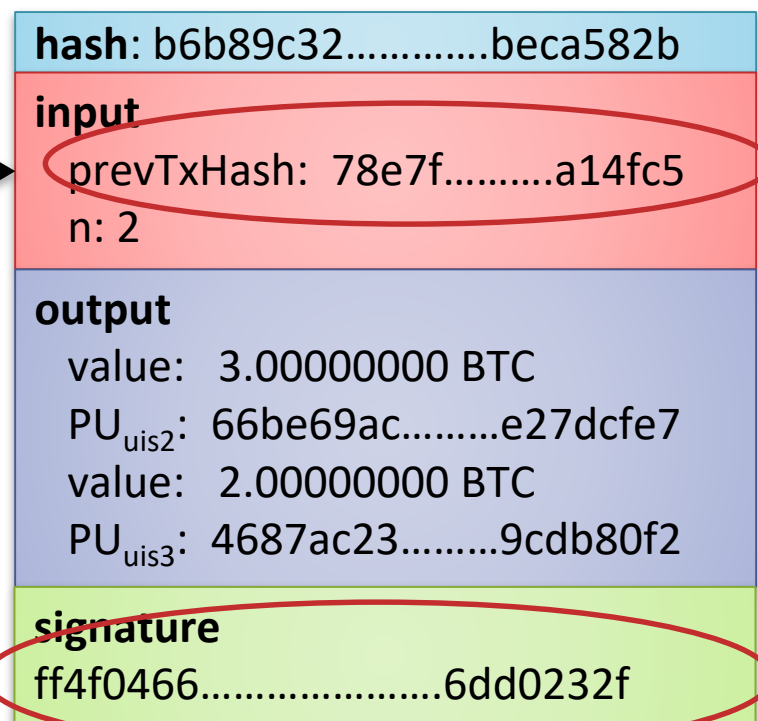 hash: b6b89c32………….beca582b
input
prevTxHash: 78e7f……….a14fc5
n: 2
output
value: 3.00000000 BTC
PUuis2: 66be69ac………e27dcfe7
value: 2.00000000 BTC
PUuis3: 4687ac23………9cdb80f2
signature
ff4f0466………………….6dd0232f